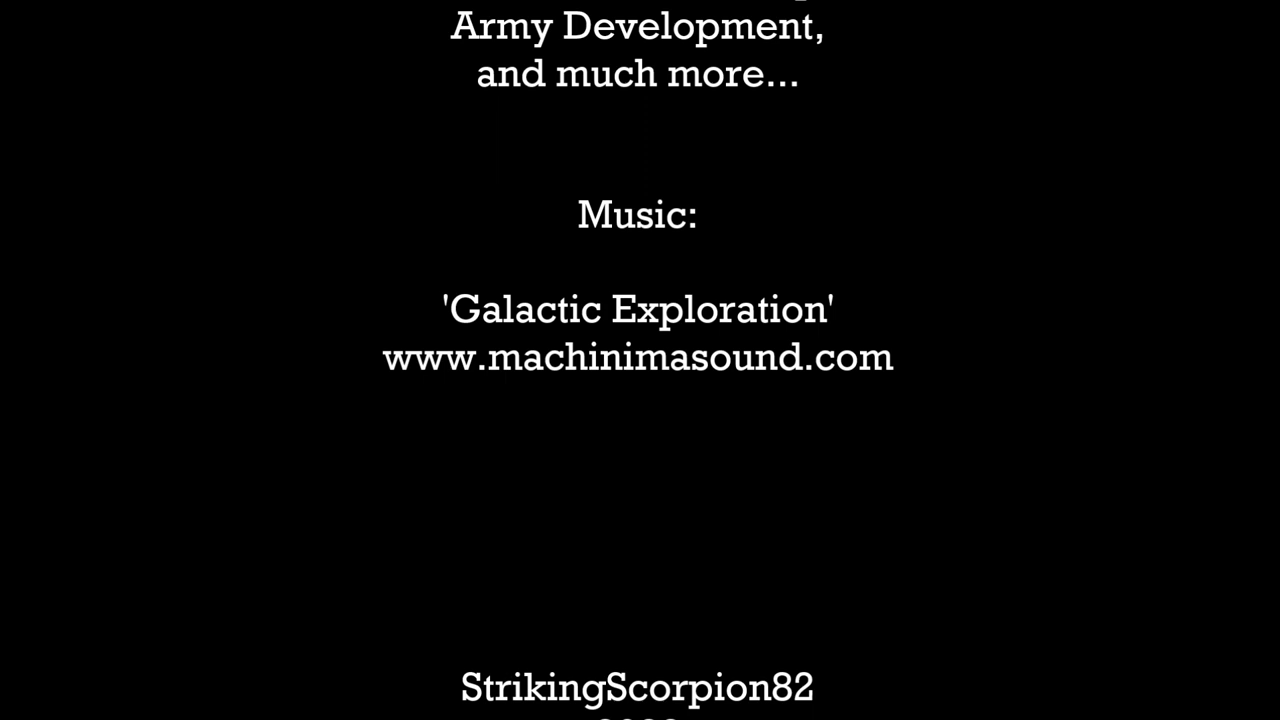 Army Development,
and much more...
Music:
'Galactic Exploration'
www.machinimasound.com
StrikingScorpion82